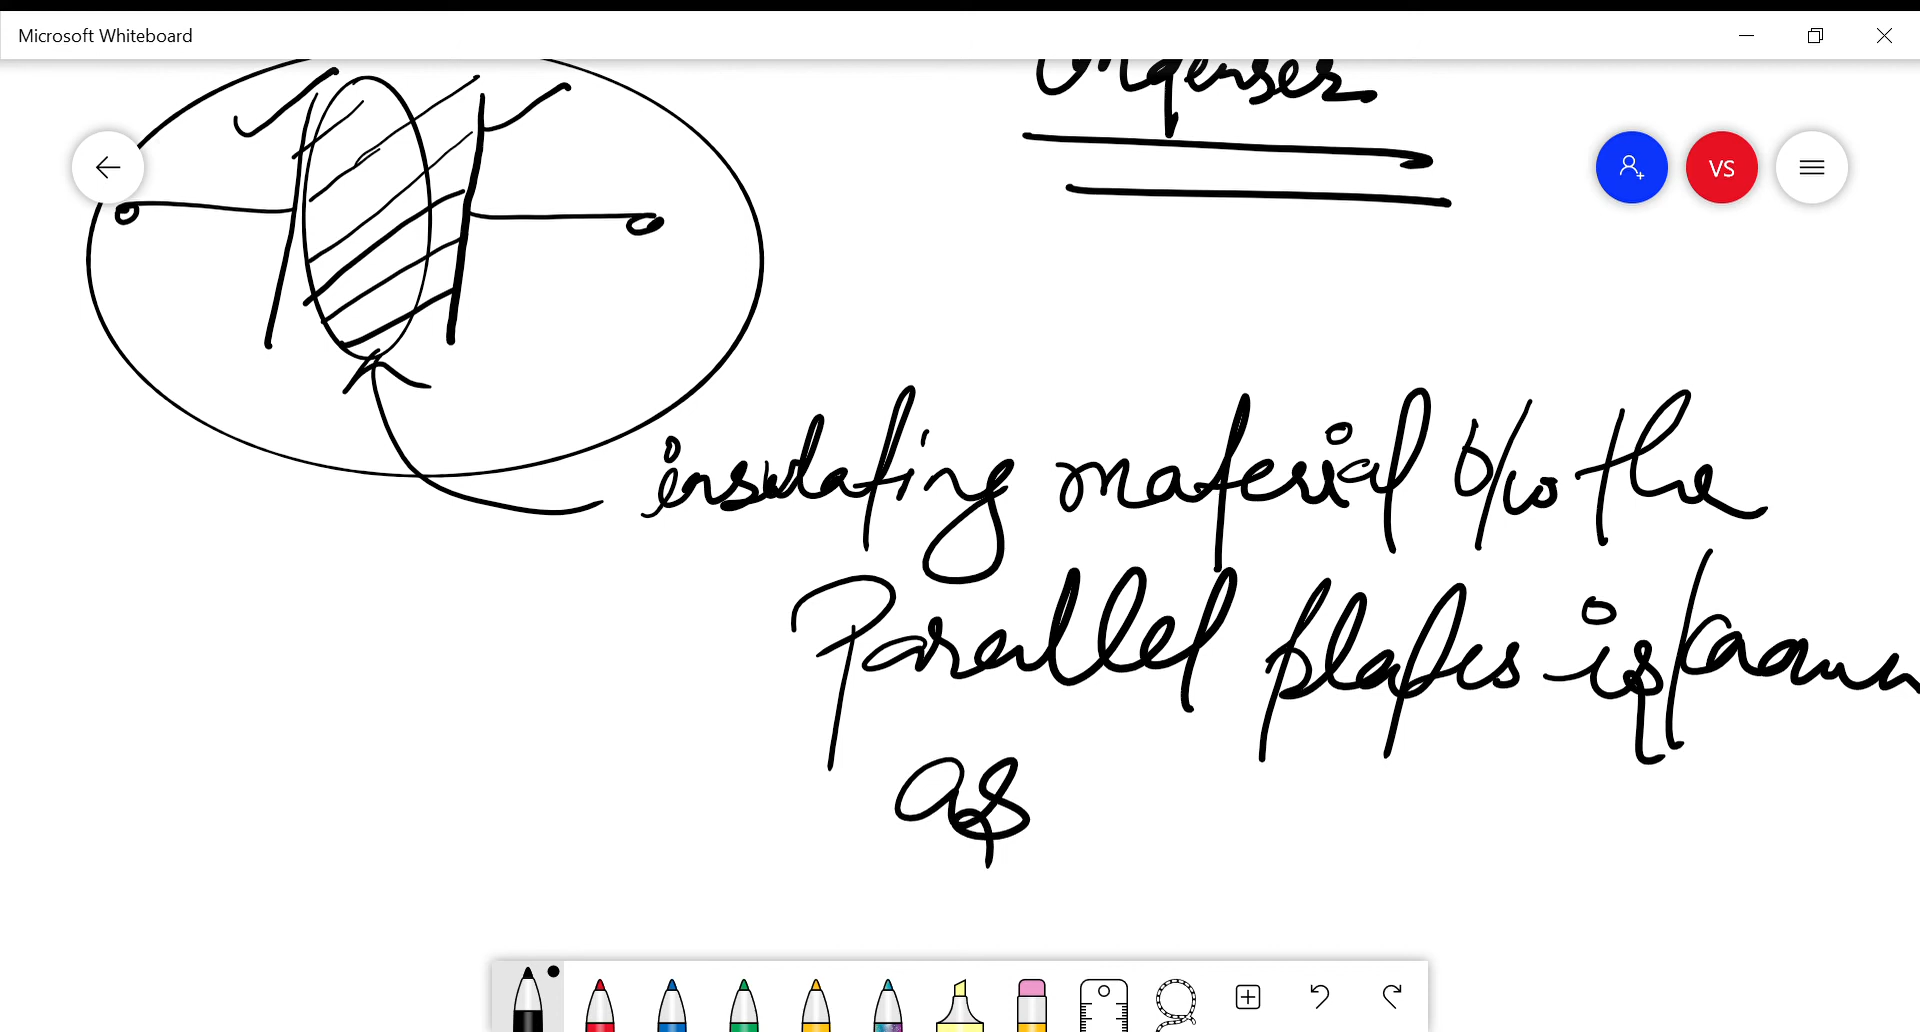 Microsoft Whiteboard
VS
insulating material b/w the
Parallel plates is known
as